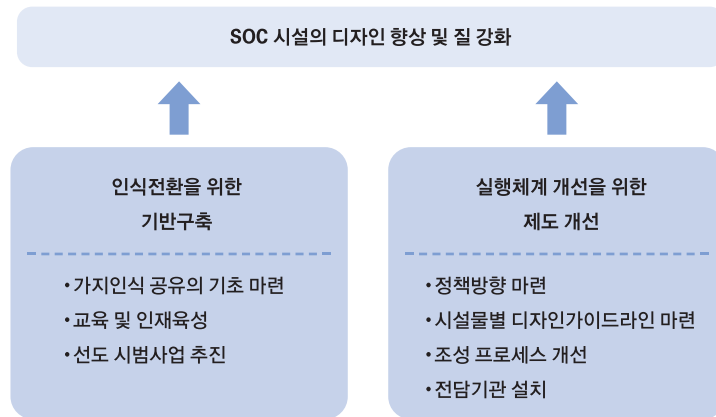 SOC 시설의 디자인 향상 및 질 강화
인식전환을 위한
기반구축
•가지인식 공유의 기초 마련
•교육 및 인재육성
•선도 시범사업 추진
실행체계 개선을 위한
제도 개선
•정책방향 마련
•시설물별 디자인가이드라인 마련
•조성 프로세스 개선
•전담기관 설치